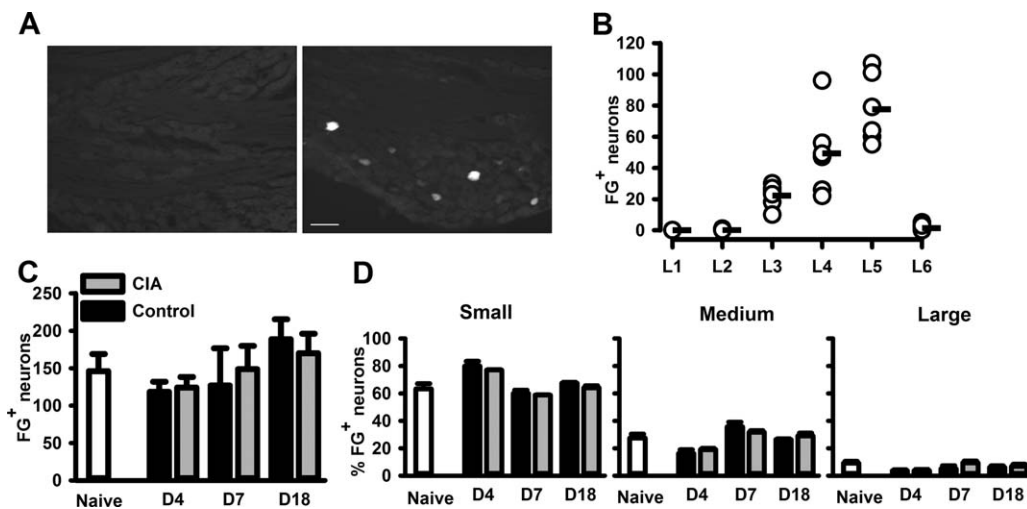 A
B
FG+ neurons
120
100
80
60
40
20
0
L1 L2 L3 L4 L5 L6
C
CIA
Control
FG+ neurons
250
200
150
100
50
0
Naive D4 D7 D18
D
Small Medium Large
% FG+ neurons
100
80
60
40
20
0
Naive D4 D7 D18 Naive D4 D7 D18 Naive D4 D7 D18